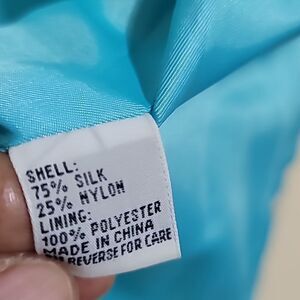 SHELL:
75% SILK
25% NYLON
LINING:
100% POLYESTER
MADE IN CHINA
REVERSE FOR CARE